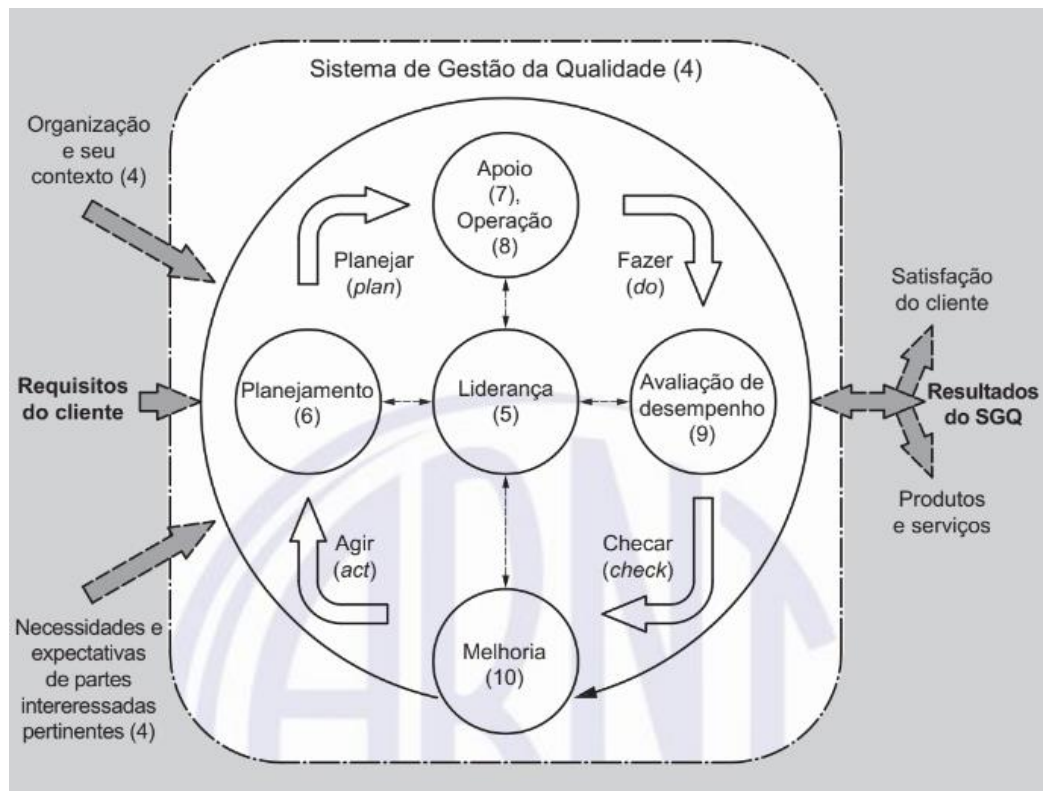 Sistema de Gestão da Qualidade (4)
Organização
e seu
contexto (4)
Apoio
(7),
Operação
(8)
Planejar
(plan)
Fazer
(do)
Satisfação
do cliente
Requisitos
do cliente
Planejamento
(6)
Liderança
(5)
Avaliação de
desempenho
(9)
Resultados
do SGQ
Produtos
e serviços
Agir
(act)
Checar
(check)
Necessidades e
expectativas
de partes
intereressadas
pertinentes (4)
Melhoria
(10)